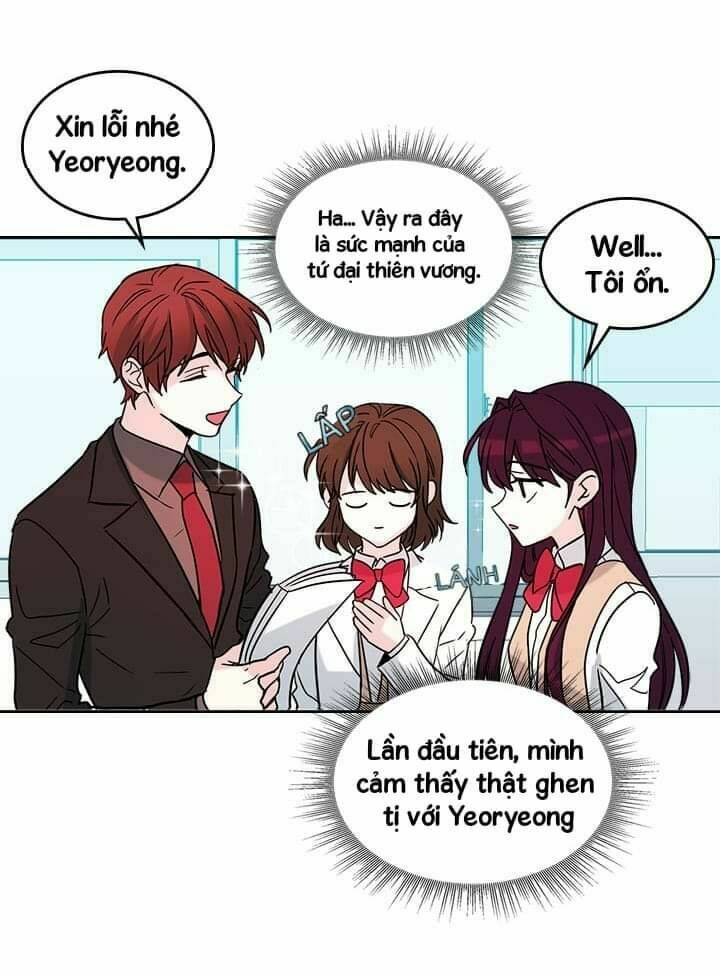 Xin lỗi nhé
Yeoryeong.
Ha... Vậy ra đây
là sức mạnh của
tứ đại thiên vương.
Well...
Tôi ổn.
LẤP
LÁNH
Lần đầu tiên, mình
cảm thấy thật ghen
tị với Yeoryeong